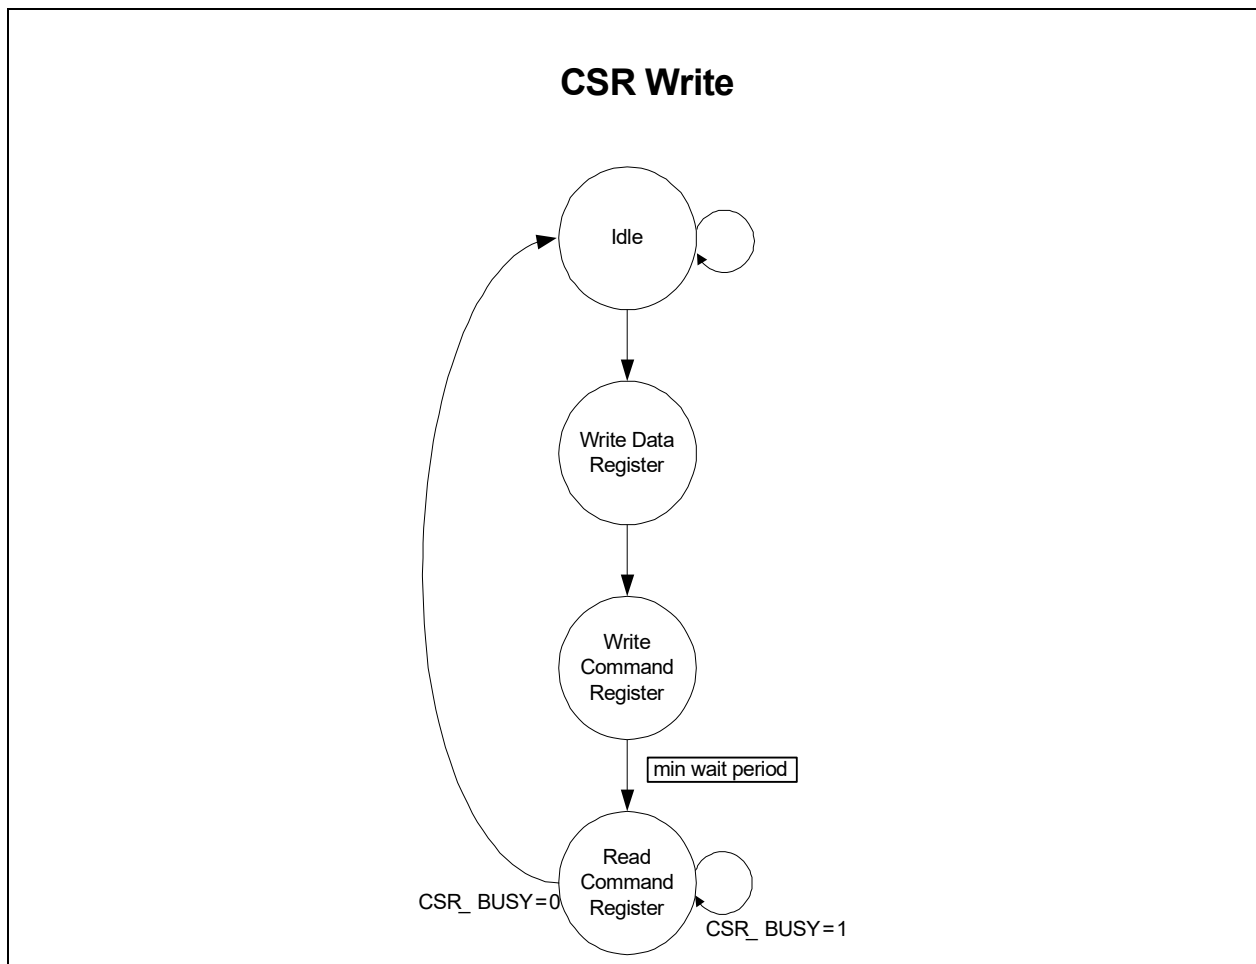 CSR Write
Idle
Write Data
Register
Write
Command
Register
min wait period
Read
Command
Register
CSR_ BUSY=0
CSR_ BUSY=1